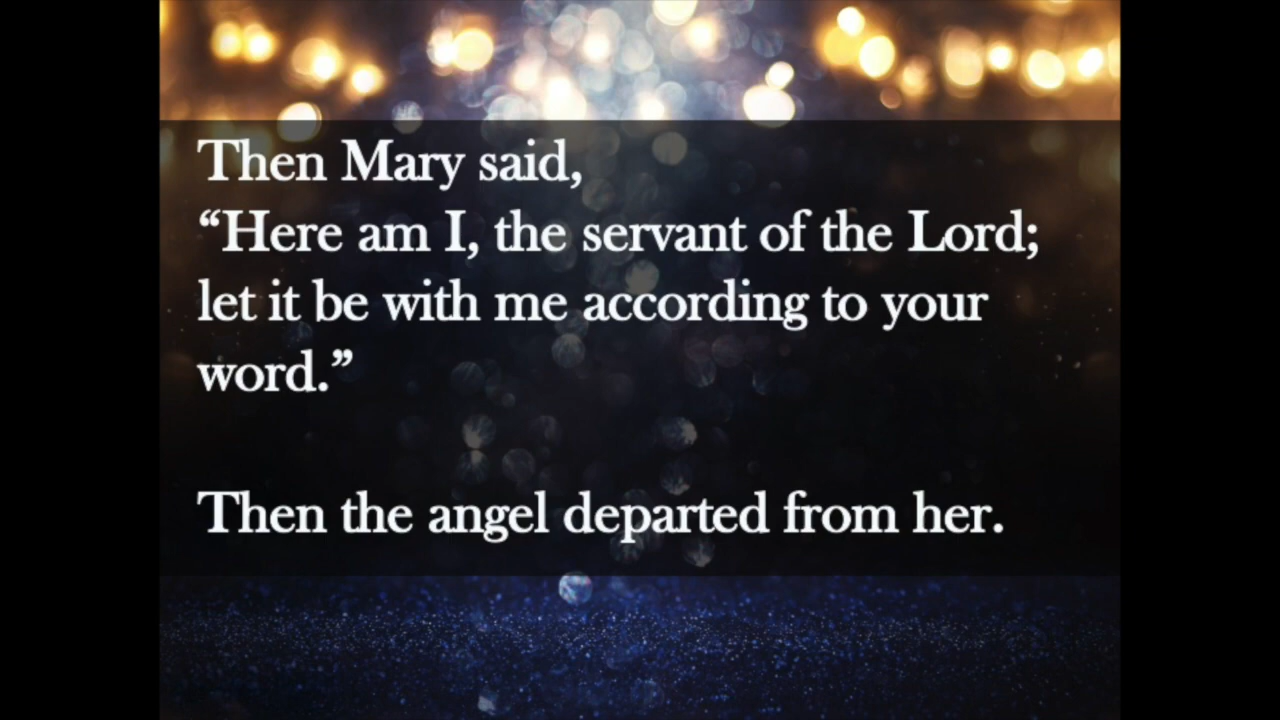 Then Mary said,
“Here am I, the servant of the Lord;
let it be with me according to your
word.”
Then the angel departed from her.